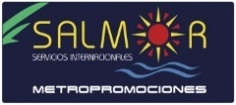 SALMOR
SERVICIOS INTERNACIONALES
METROPROMOCIONES